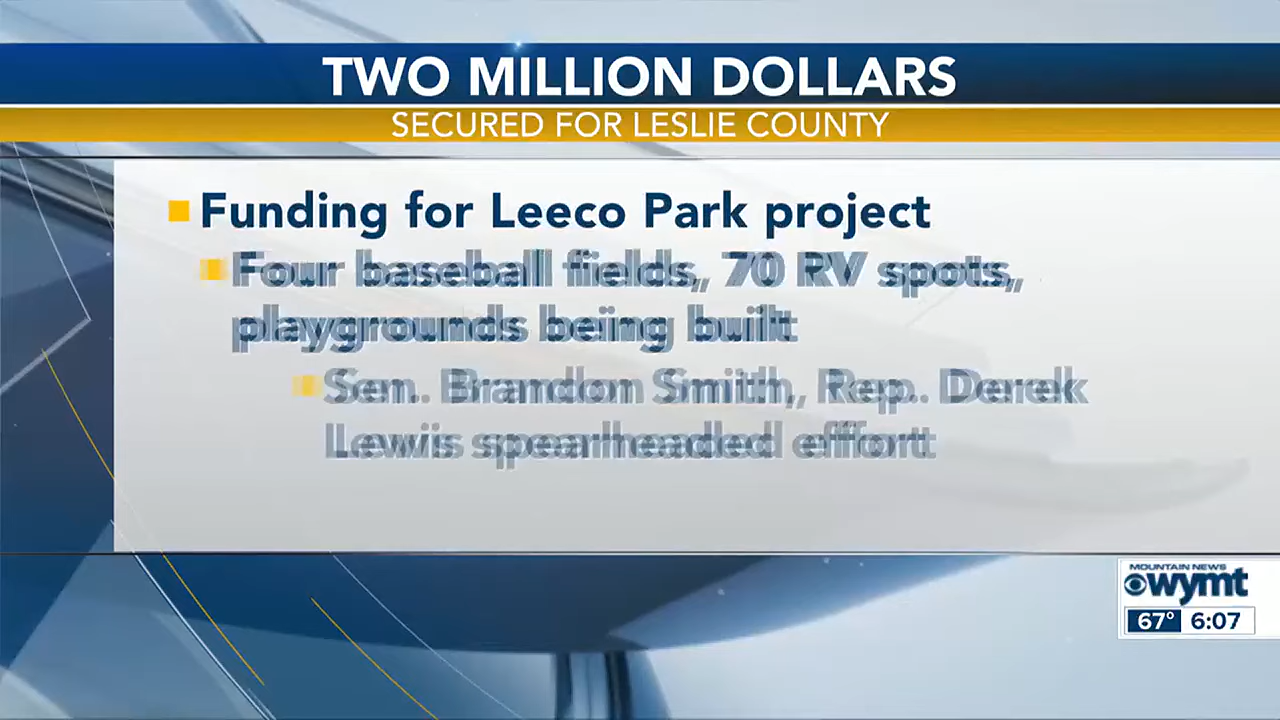 TWO MILLION DOLLARS
SECURED FOR LESLIE COUNTY
Funding for Leeco Park project
Four baseball fields, 70 RV spots,
playgrounds being built
Sen. Brandon Smith, Rep. Derek
Lewis spearheaded effort
MOUNTAIN NEWS
wymt
67° 6:07